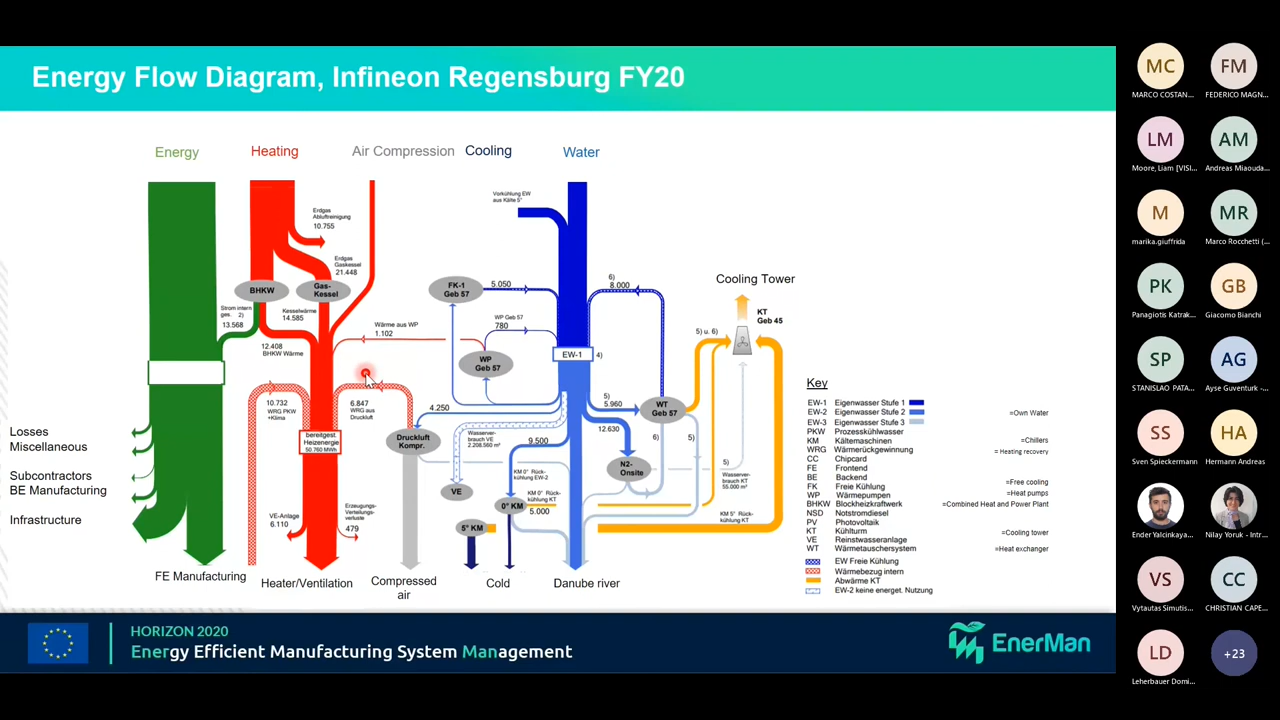 Energy Flow Diagram, Infineon Regensburg FY20
Energy
Heating
Air Compression
Cooling
Water
Vorkühlung EW
aus Kälte 5°
Erdgas
Abluftreinigung
10.755
Erdgas
Gaskessel
21.448
BHKW
Gas-
Kessel
Strom intern
ges. 2)
13.568
Kesselwärme
14.585
12.408
BHKW Wärme
Wärme aus WP
1.102
FK-1
Geb 57
5.050
WP Geb 57
780
WP
Geb 57
EW-1
4)
6)
8.000
Cooling Tower
KT
Geb 45
5) u. 6)
10.732
WRG PKW
+Klima
6.847
WRG aus
Druckluft
4.250
5)
5.960
WT
Geb 57
12.630
bereitgest.
Heizenergie
50.760 MWh
Druckluft
Kompr.
Wasserver-
brauch VE
2.208.560 m³
9.500
6)
5)
5)
N2-
Onsite
KM 0° Rück-
kühlung EW-2
Wasserver-
brauch KT
55.000 m³
VE
KM 0° Rück-
kühlung KT
5.000
0° KM
5° KM
KM 5° Rück-
kühlung KT
VE-Anlage
6.110
Erzeugungs-
Verteilungs-
verluste
479
Losses
Miscellaneous
Subcontractors
BE Manufacturing
Infrastructure
FE Manufacturing
Heater/Ventilation
Compressed
air
Cold
Danube river
Key
EW-1 Eigenwasser Stufe 1
EW-2 Eigenwasser Stufe 2 =Own Water
EW-3 Eigenwasser Stufe 3
PKW Prozesskühlwasser
KM Kältemaschinen =Chillers
WRG Wärmerückgewinnung = Heating recovery
CC Chipcard
FE Frontend
BE Backend
FK Freie Kühlung =Free cooling
WP Wärmepumpen =Heat pumps
BHKW Blockheizkraftwerk =Combined Heat and Power Plant
NSD Notstromdiesel
PV Photovoltaik
KT Kühlturm =Cooling tower
VE Reinstwasseranlage
WT Wärmetauschersystem =Heat exchanger
EW Freie Kühlung
Wärmebezug intern
Abwärme KT
EW-2 keine energet. Nutzung
HORIZON 2020
Energy Efficient Manufacturing System Management
EnerMan
MC
MARCO COSTAN...
FM
FEDERICO MAGN...
LM
Moore, Liam [VISI...
AM
Andreas Miaouda...
M
marika.giuffrida
MR
Marco Rocchetti (...
PK
Panagiotis Katrak...
GB
Giacomo Bianchi
SP
STANISLAO PATA...
AG
Ayse Guventurk -...
SS
Sven Spieckermann
HA
Hermann Andreas
Ender Yalcinkaya...
Nilay Yoruk - Intr...
VS
Vytautas Simutis...
CC
CHRISTIAN CAPE...
LD
Leherbauer Domi...
+23